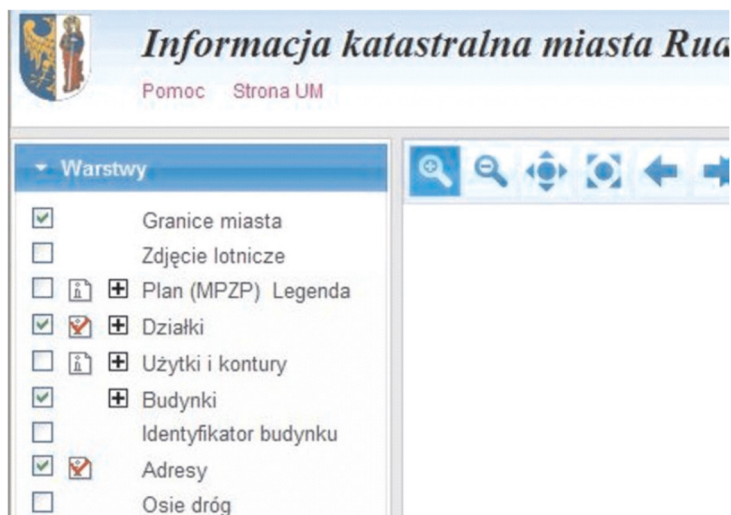 Informacja katastralna miasta
Pomoc Strona UM
Warstwy
Granice miasta
Zdjęcie lotnicze
Plan (MPZP) Legenda
Działki
Użytki i kontury
Budynki
Identyfikator budynku
Adresy
Osie dróg